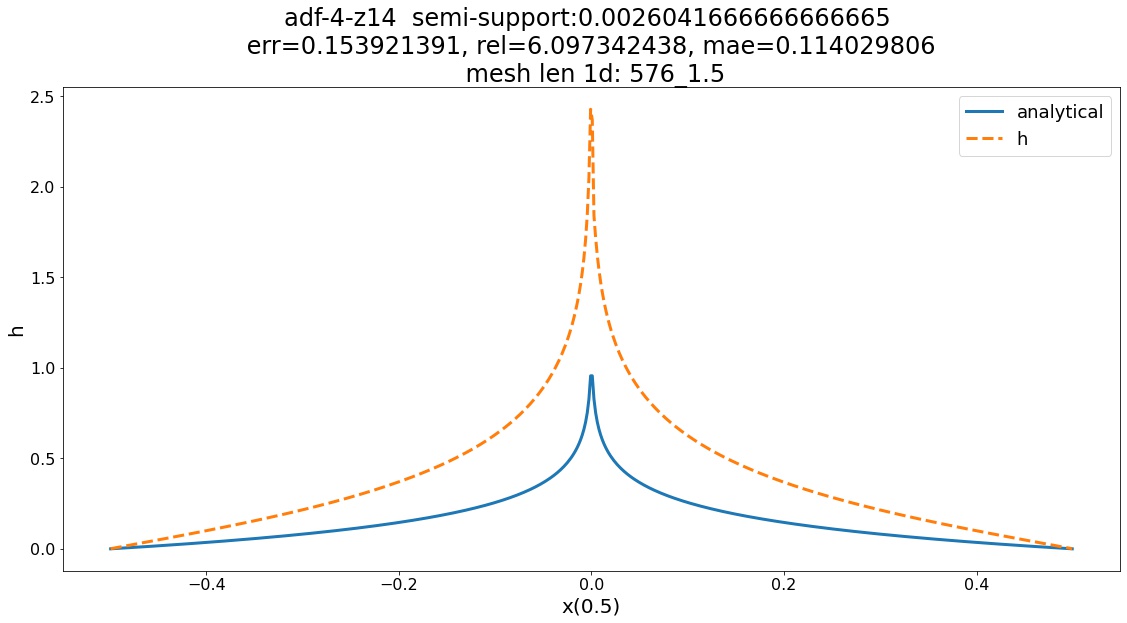 adf-4-z14  semi-support:0.0026041666666666665
err=0.153921391, rel=6.097342438, mae=0.114029806
mesh len 1d: 576_1.5
analytical
h
2.5
2.0
1.5
1.0
0.5
0.0
h
−0.4
−0.2
0.0
0.2
0.4
x(0.5)